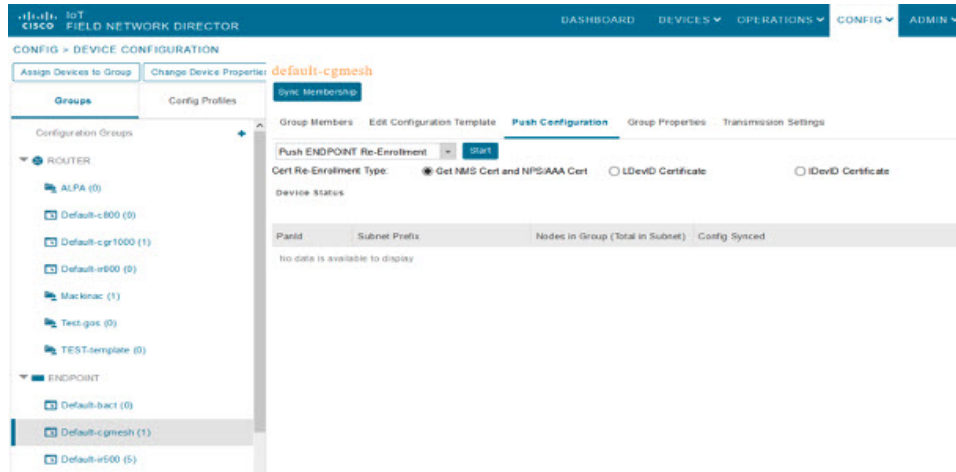 cisco IoT
FIELD NETWORK DIRECTOR
DASHBOARD DEVICES OPERATIONS CONFIG ADMIN
CONFIG > DEVICE CONFIGURATION
Assign Devices to Group Change Device Properties
Groups Config Profiles
Configuration Groups
ROUTER
ALPA (0)
Default-c800 (0)
Default-cgr1000 (1)
Default-ir800 (0)
Mackinac (1)
Test-gos (0)
TEST-template (0)
ENDPOINT
Default-bact (0)
Default-cgmesh (1)
Default-ir500 (5)
default-cgmesh
Sync Membership
Group Members Edit Configuration Template Push Configuration Group Properties Transmission Settings
Push ENDPOINT Re-Enrollment Start
Cert Re-Enrollment Type: Get NMS Cert and NPS/AAA Cert LDevID Certificate IDevID Certificate
Device Status
PanId Subnet Prefix Nodes in Group (Total in Subnet) Config Synced
No data is available to display